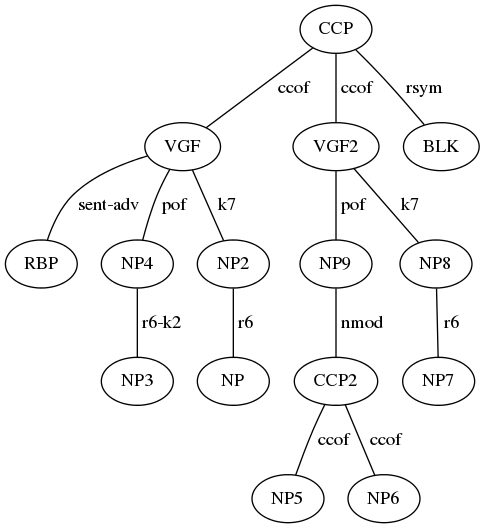 CCP
ccof ccof rsym
VGF VGF2 BLK
sent-adv pof k7 pof k7
RBP NP4 NP2 NP9 NP8
r6-k2 r6 nmod r6
NP3 NP CCP2 NP7
ccof ccof
NP5 NP6